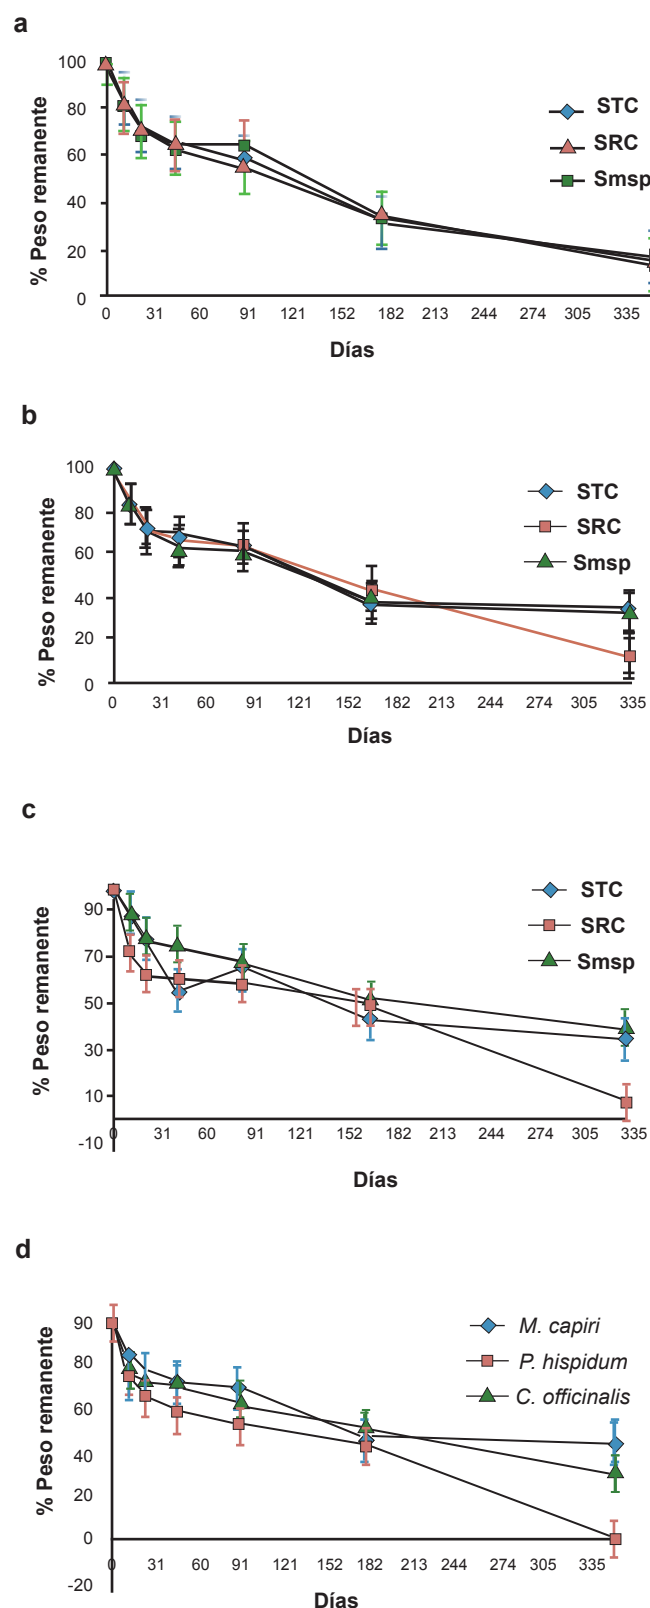 a
100
80
60
40
20
0
% Peso remanente
STC
SRC
Smsp
0 31 60 91 121 152 182 213 244 274 305 335
Días
b
100
80
60
40
20
0
% Peso remanente
STC
SRC
Smsp
0 31 60 91 121 152 182 213 244 274 305 335
Días
c
90
70
50
30
10
-10
% Peso remanente
STC
SRC
Smsp
0 31 60 91 121 152 182 213 244 274 305 335
Días
d
90
80
60
40
20
0
-20
% Peso remanente
M. capiri
P. hispidum
C. officinalis
0 31 60 91 121 152 182 244 274 305 335
Días